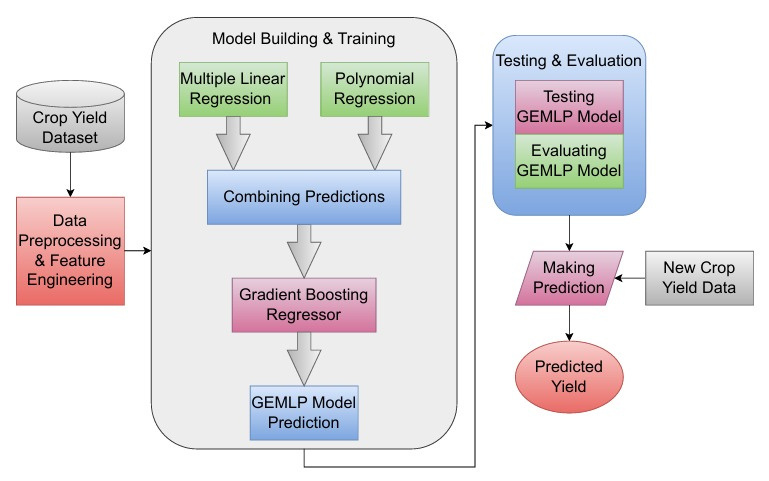 Model Building & Training
Multiple Linear
Regression
Polynomial
Regression
Crop Yield
Dataset
Data
Preprocessing
& Feature
Engineering
Combining Predictions
Gradient Boosting
Regressor
GEMLP Model
Prediction
Testing & Evaluation
Testing
GEMLP Model
Evaluating
GEMLP Model
Making
Prediction
New Crop
Yield Data
Predicted
Yield